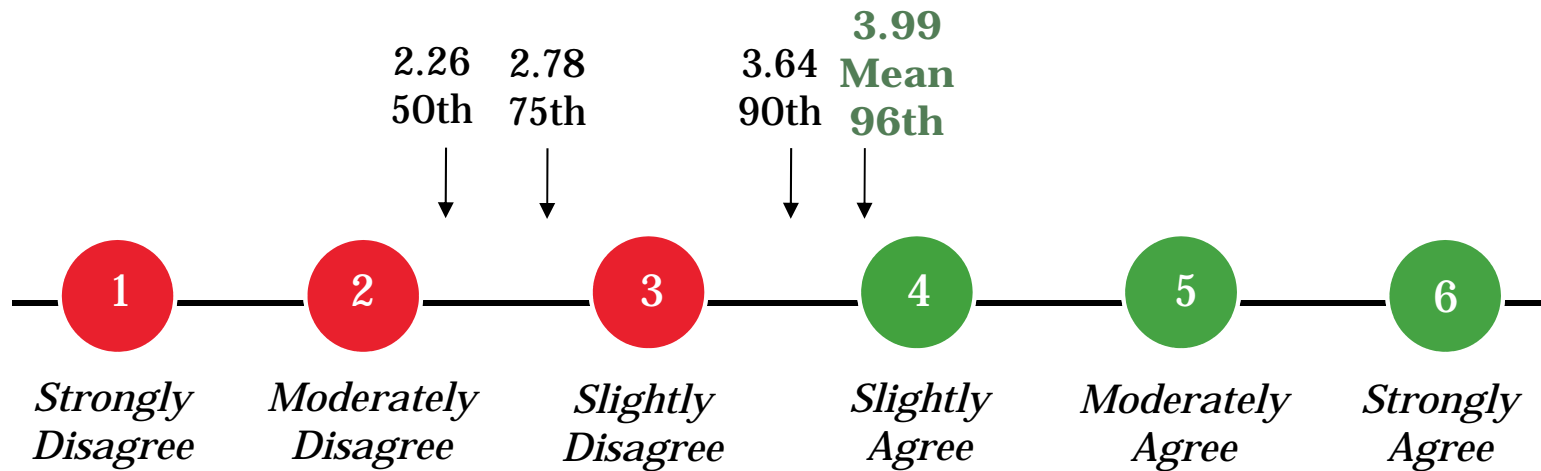 2.26
50th
2.78
75th
3.64
90th
3.99
Mean
96th
1
2
3
4
5
6
Strongly
Disagree
Moderately
Disagree
Slightly
Disagree
Slightly
Agree
Moderately
Agree
Strongly
Agree